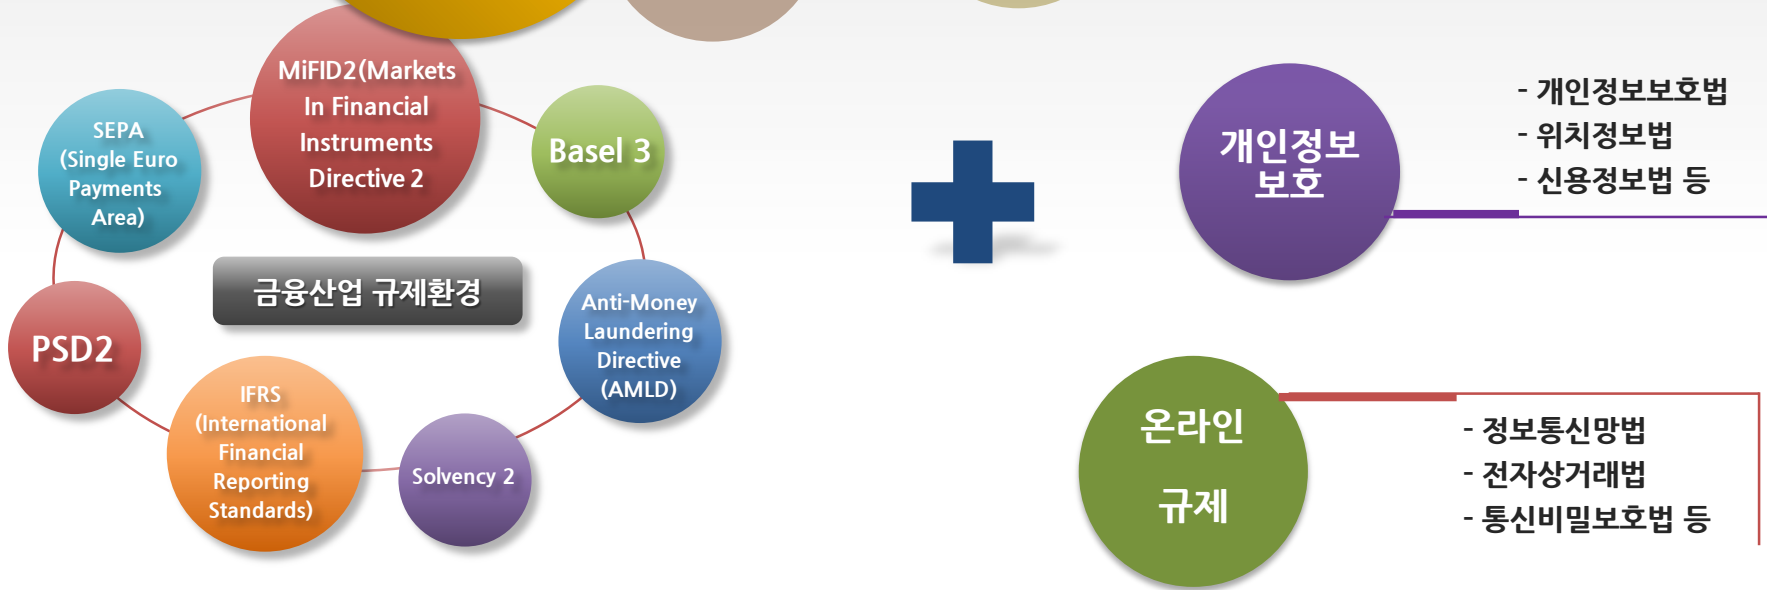 MiFID2(Markets
In Financial
Instruments
Directive 2
SEPA
(Single Euro
Payments
Area)
Basel 3
금융산업 규제환경
PSD2
Anti-Money
Laundering
Directive
(AMLD)
IFRS
(International
Financial
Reporting
Standards)
Solvency 2
개인정보
보호
- 개인정보보호법
- 위치정보법
- 신용정보법 등
온라인
규제
- 정보통신망법
- 전자상거래법
- 통신비밀보호법 등